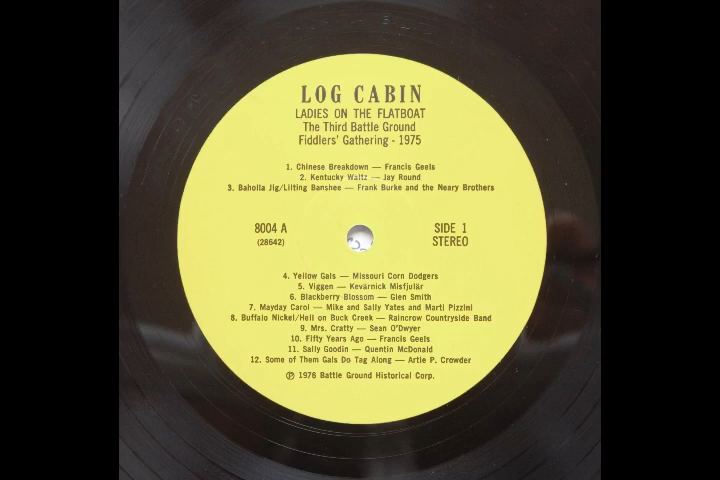 LOG CABIN
LADIES ON THE FLATBOAT
The Third Battle Ground
Fiddlers' Gathering - 1975
1. Chinese Breakdown — Francis Geels
2. Kentucky Waltz — Jay Round
3. Baholla Jig/Lilting Banshee — Frank Burke and the Neary Brothers
8004 A
(28642)
SIDE 1
STEREO
4. Yellow Gals — Missouri Corn Dodgers
5. Viggen — Kevärnick Misfjulär
6. Blackberry Blossom — Glen Smith
7. Mayday Carol — Mike and Sally Yates and Marti Pizzini
8. Buffalo Nickel/Hell on Buck Creek — Raincrow Countryside Band
9. Mrs. Cratty — Sean O'Dwyer
10. Fifty Years Ago — Francis Geels
11. Sally Goodin — Quentin McDonald
12. Some of Them Gals Do Tag Along — Artie P. Crowder
℗ 1976 Battle Ground Historical Corp.